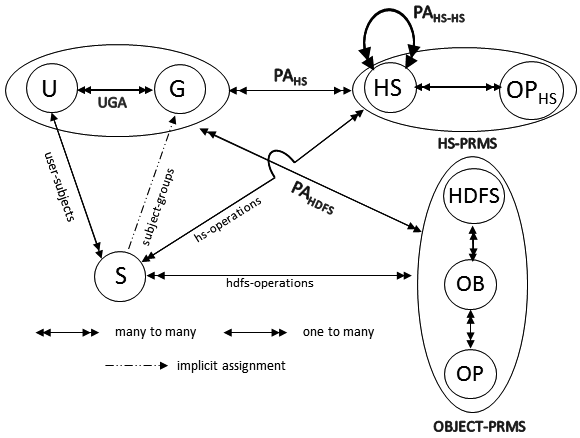 PA_HS-HS
U
G
UGA
PA_HS
HS
OP_HS
HS-PRMS
user-subjects
subject-groups
hs-operations
PA_HDFS
HDFS
S
hdfs-operations
OB
many to many
one to many
implicit assignment
OP
OBJECT-PRMS